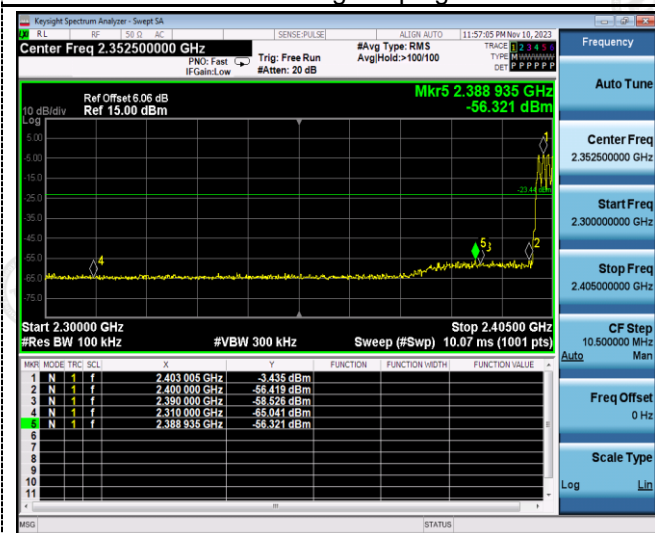 Keysight Spectrum Analyzer - Swept SA
RL RF 50 Ω AC SENSE:PULSE ALIGN AUTO 11:57:05 PM Nov 10, 2023
Center Freq 2.352500000 GHz
PNO: Fast
IFGain:Low
Trig: Free Run
#Atten: 20 dB
#Avg Type: RMS
Avg|Hold:>100/100
TRACE 1 2 3 4 5 6
TYPE M WWWWW
DET P P P P P P
Ref Offset 6.06 dB
10 dB/div Ref 15.00 dBm
Log
Mkr5 2.388 935 GHz
-56.321 dBm
5.00
-5.00
-15.0
-25.0
-35.0
-45.0
-55.0
-65.0
-75.0
1
-23.44 dBm
5 3 2
4
Start 2.30000 GHz Stop 2.40500 GHz
#Res BW 100 kHz #VBW 300 kHz Sweep (#Swp) 10.07 ms (1001 pts)
MKR MODE TRC SCL X Y FUNCTION FUNCTION WIDTH FUNCTION VALUE
1 N 1 f 2.403 005 GHz -3.435 dBm
2 N 1 f 2.400 000 GHz -56.419 dBm
3 N 1 f 2.390 000 GHz -58.526 dBm
4 N 1 f 2.310 000 GHz -65.041 dBm
5 N 1 f 2.388 935 GHz -56.321 dBm
6
7
8
9
10
11
MSG STATUS
Frequency
Auto Tune
Center Freq
2.352500000 GHz
Start Freq
2.300000000 GHz
Stop Freq
2.405000000 GHz
CF Step
10.500000 MHz
Auto Man
Freq Offset
0 Hz
Scale Type
Log Lin